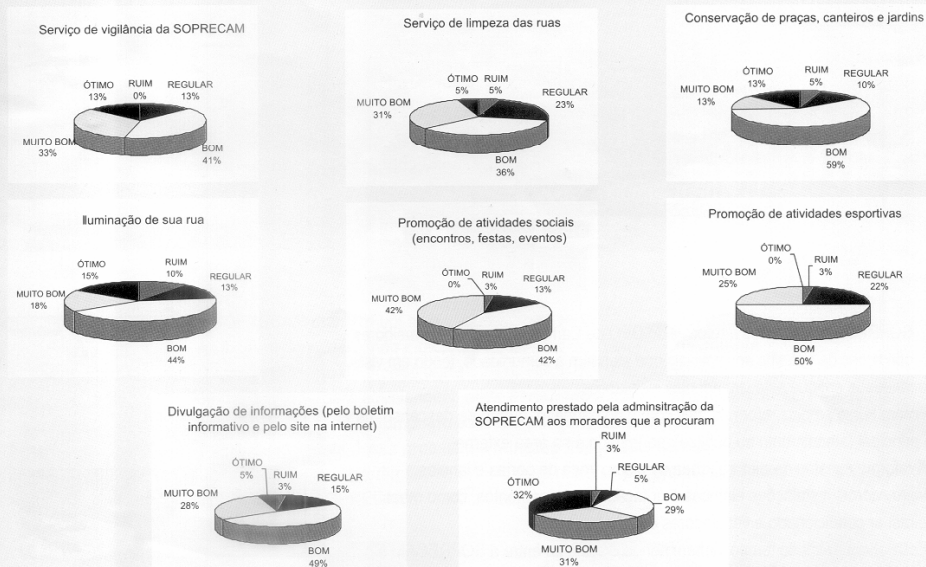 Serviço de vigilância da SOPRECAM
ÓTIMO
13%
RUIM
0%
REGULAR
13%
MUITO BOM
33%
BOM
41%
Serviço de limpeza das ruas
ÓTIMO
5%
RUIM
5%
REGULAR
23%
MUITO BOM
31%
BOM
36%
Conservação de praças, canteiros e jardins
ÓTIMO
13%
RUIM
5%
REGULAR
10%
MUITO BOM
13%
BOM
59%
Iluminação de sua rua
ÓTIMO
15%
RUIM
10%
REGULAR
13%
MUITO BOM
18%
BOM
44%
Promoção de atividades sociais
(encontros, festas, eventos)
ÓTIMO
0%
RUIM
3%
REGULAR
13%
MUITO BOM
42%
BOM
42%
Promoção de atividades esportivas
ÓTIMO
0%
RUIM
3%
REGULAR
22%
MUITO BOM
25%
BOM
50%
Divulgação de informações (pelo boletim
informativo e pelo site na internet)
ÓTIMO
5%
RUIM
3%
REGULAR
15%
MUITO BOM
28%
BOM
49%
Atendimento prestado pela adminsitração da
SOPRECAM aos moradores que a procuram
RUIM
3%
REGULAR
5%
ÓTIMO
32%
BOM
29%
MUITO BOM
31%